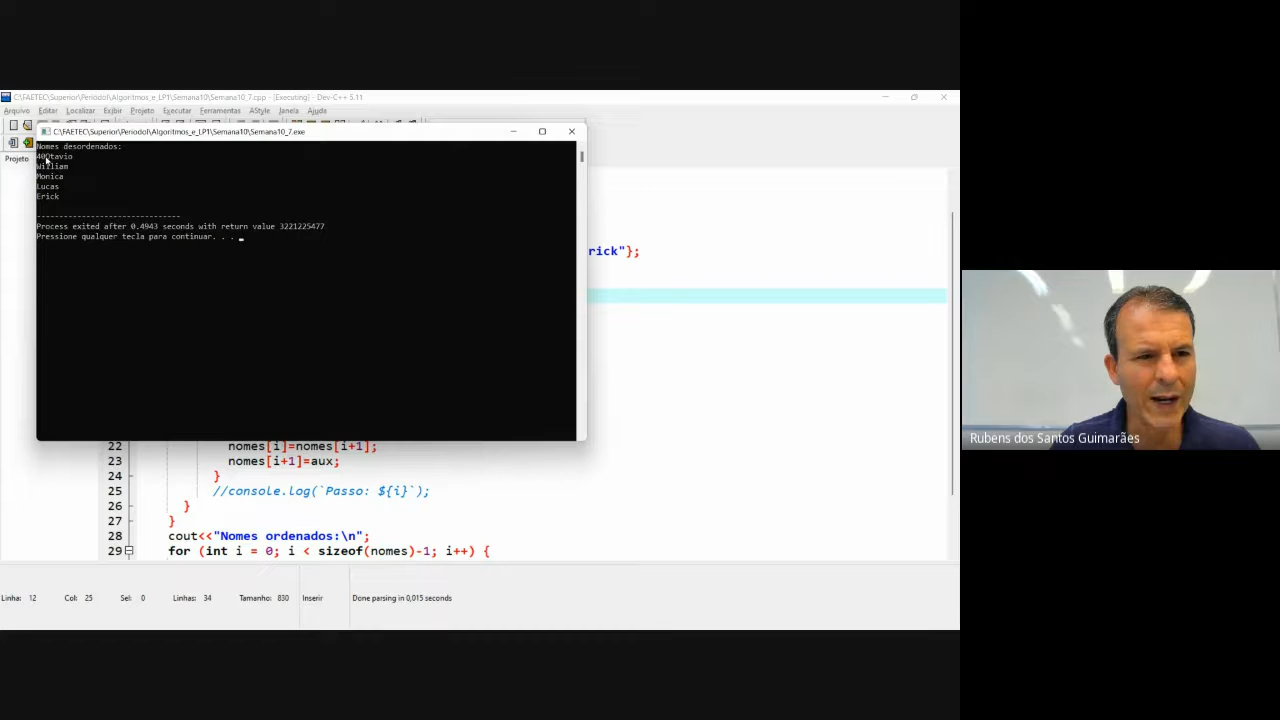 C:\FAETEC\Superior\PeriodoI\Algoritmos_e_LP1\Semana10\Semana10_7.cpp - [Executing] - Dev-C++ 5.11
Arquivo Editar Localizar Exibir Projeto Executar Ferramentas AStyle Janela Ajuda
C:\FAETEC\Superior\PeriodoI\Algoritmos_e_LP1\Semana10\Semana10_7.exe
Projeto
Nomes desordenados:
40Otavio
William
Monica
Lucas
Erick
--------------------------------
Process exited after 0.4943 seconds with return value 3221225477
Pressione qualquer tecla para continuar. . .
rick"};
22 nomes[i]=nomes[i+1];
23 nomes[i+1]=aux;
24 }
25 //console.log(`Passo: ${i}`);
26 }
27 }
28 cout<<"Nomes ordenados:\n";
29 for (int i = 0; i < sizeof(nomes)-1; i++) {
Linha: 12 Col: 25 Sel: 0 Linhas: 34 Tamanho: 830 Inserir Done parsing in 0,015 seconds
Rubens dos Santos Guimarães